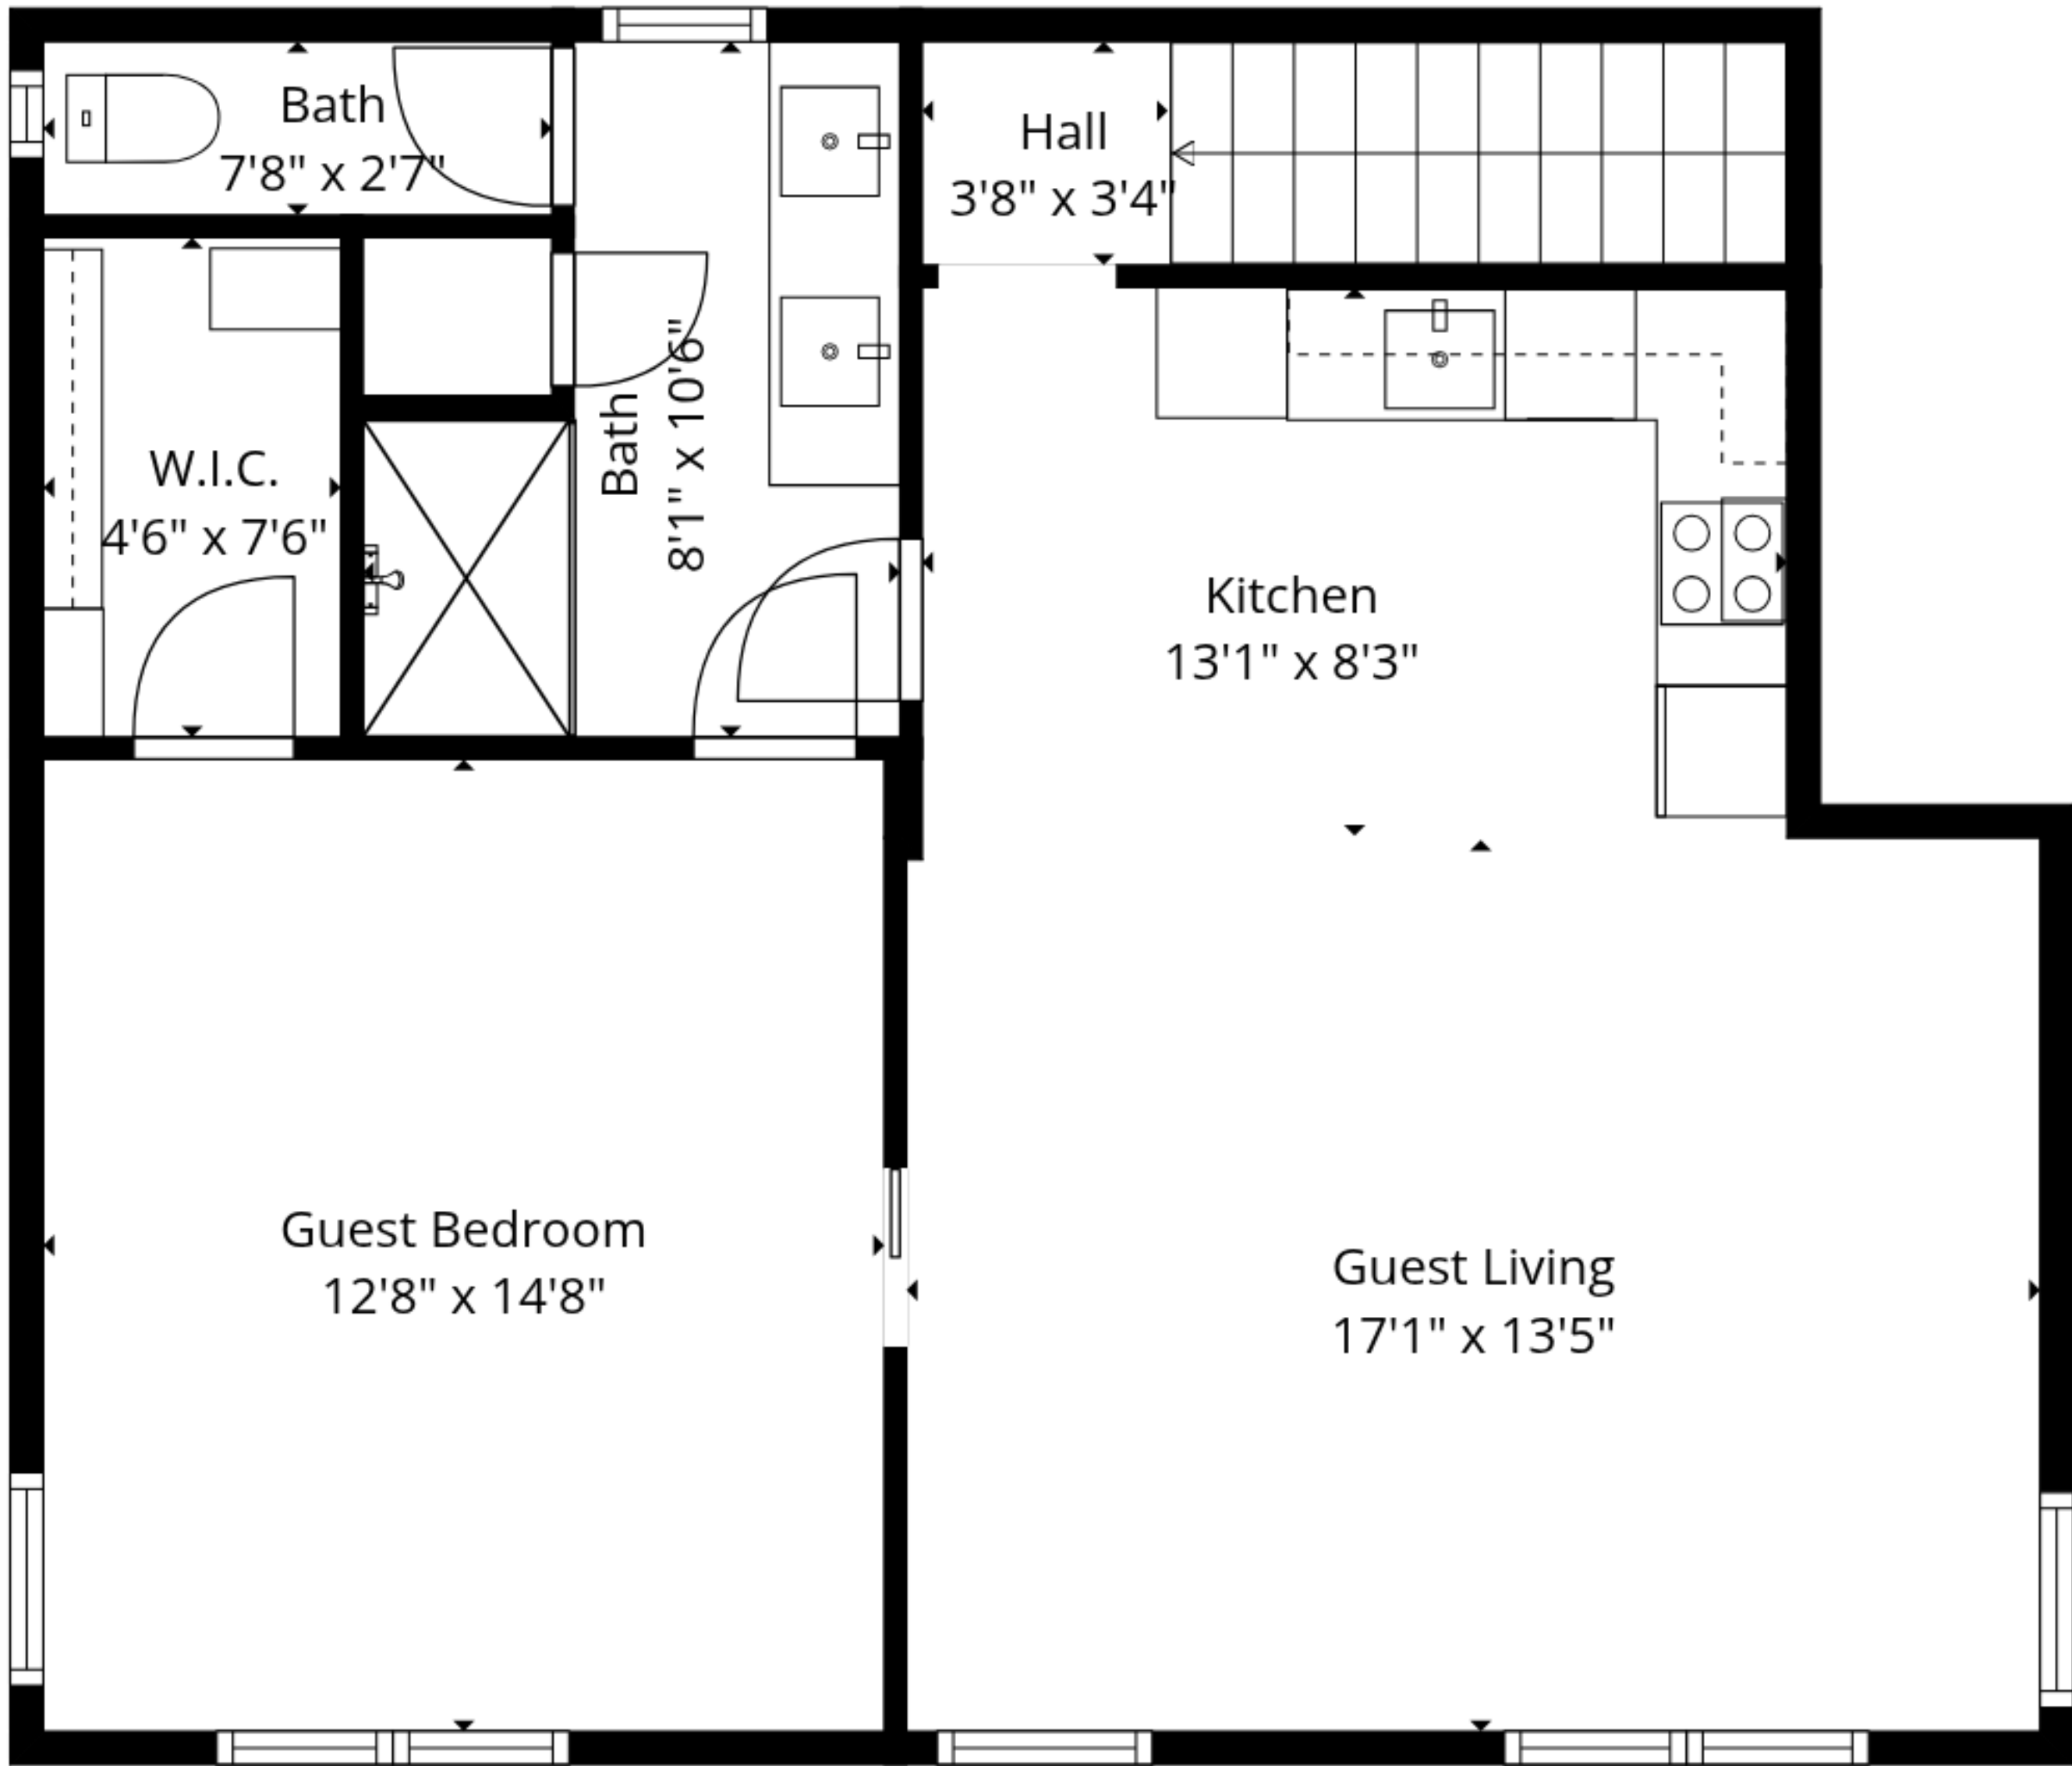 Bath
7'8" x 2'7"
Hall
3'8" x 3'4"
Bath
8'1" x 10'6"
W.I.C.
4'6" x 7'6"
Kitchen
13'1" x 8'3"
Guest Bedroom
12'8" x 14'8"
Guest Living
17'1" x 13'5"